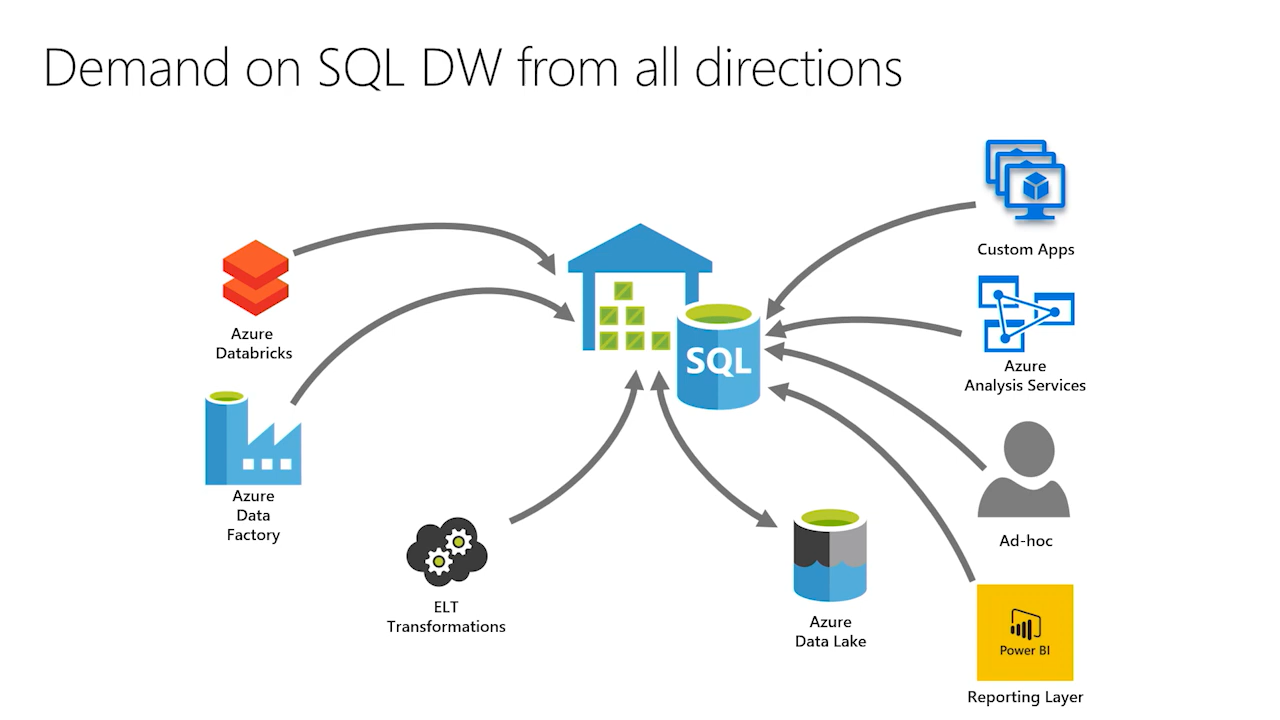 Demand on SQL DW from all directions
Custom Apps
Azure
Databricks
SQL
Azure
Analysis Services
Azure
Data
Factory
Ad-hoc
ELT
Transformations
Azure
Data Lake
Power BI
Reporting Layer